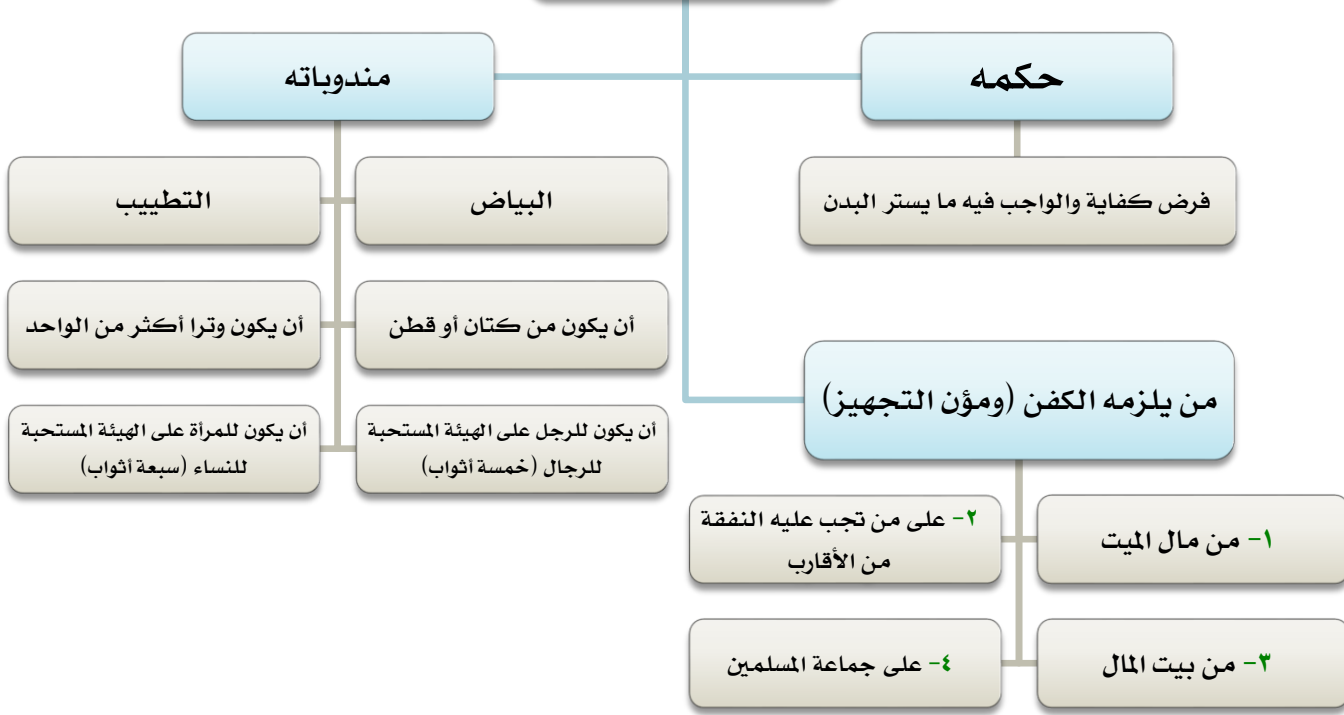 حكمه
مندوباته
فرض كفاية والواجب فيه ما يستر البدن
البياض
التطييب
أن يكون من كتان أو قطن
أن يكون وترا أكثر من الواحد
أن يكون للرجل على الهيئة المستحبة
للرجال (خمسة أثواب)
أن يكون للمرأة على الهيئة المستحبة
للنساء (سبعة أثواب)
من يلزمه الكفن (ومؤن التجهيز)
١- من مال الميت
٢- على من تجب عليه النفقة
من الأقارب
٣- من بيت المال
٤- على جماعة المسلمين